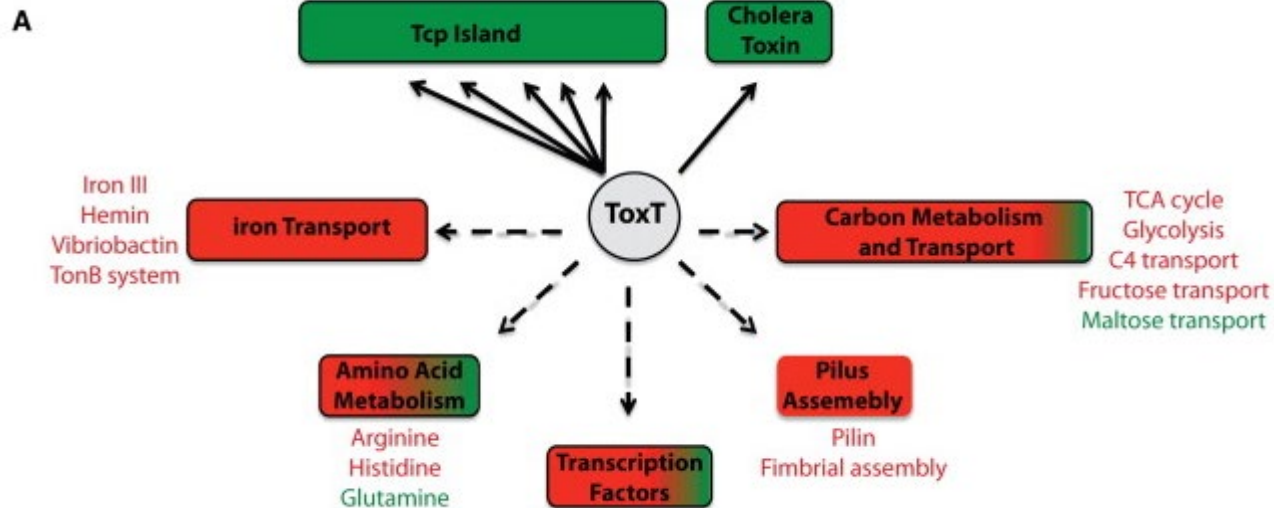 A
Tcp Island
Cholera
Toxin
Iron III
Hemin
Vibriobactin
TonB system
iron Transport
ToxT
Carbon Metabolism
and Transport
TCA cycle
Glycolysis
C4 transport
Fructose transport
Maltose transport
Amino Acid
Metabolism
Arginine
Histidine
Glutamine
Transcription
Factors
Pilus
Assemebly
Pilin
Fimbrial assembly